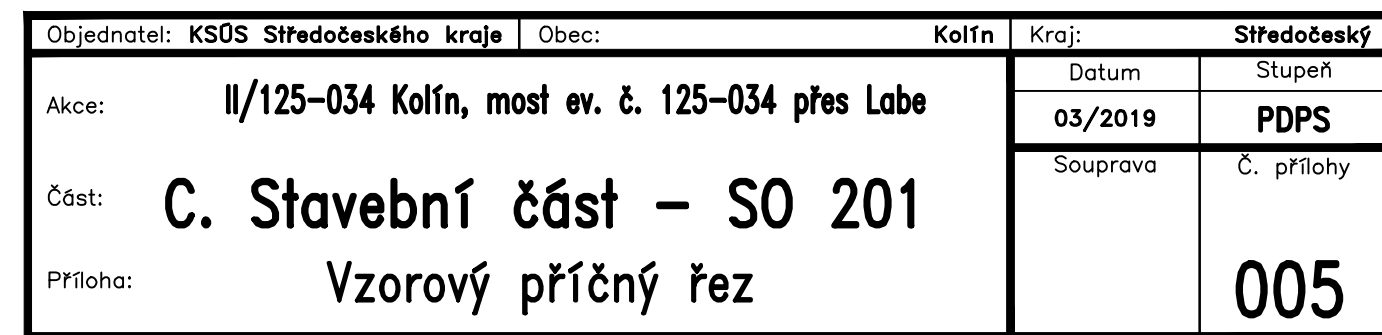 Objednatel: KSÚS Středočeského kraje Obec: Kolín Kraj: Středočeský
Datum Stupeň
Akce: II/125-034 Kolín, most ev. č. 125-034 přes Labe
03/2019 PDPS
Souprava Č. přílohy
Část: C. Stavební část - SO 201
Příloha: Vzorový příčný řez
005